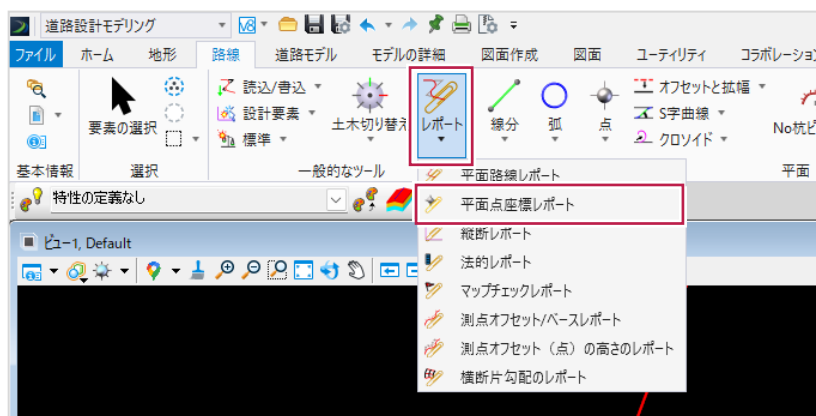 道路設計モデリング
ファイル ホーム 地形 路線 道路モデル モデルの詳細 図面作成 図面 ユーティリティ コラボレーション
要素の選択
読込/書込
設計要素
標準
土木切り替え
レポート
線分
弧
点
オフセットと拡幅
S字曲線
クロソイド
No杭ピ
基本情報 選択 一般的なツール 平面
特性の定義なし
平面路線レポート
平面点座標レポート
縦断レポート
法的レポート
マップチェックレポート
測点オフセット/ベースレポート
測点オフセット（点）の高さのレポート
横断片勾配のレポート
ビュー1, Default